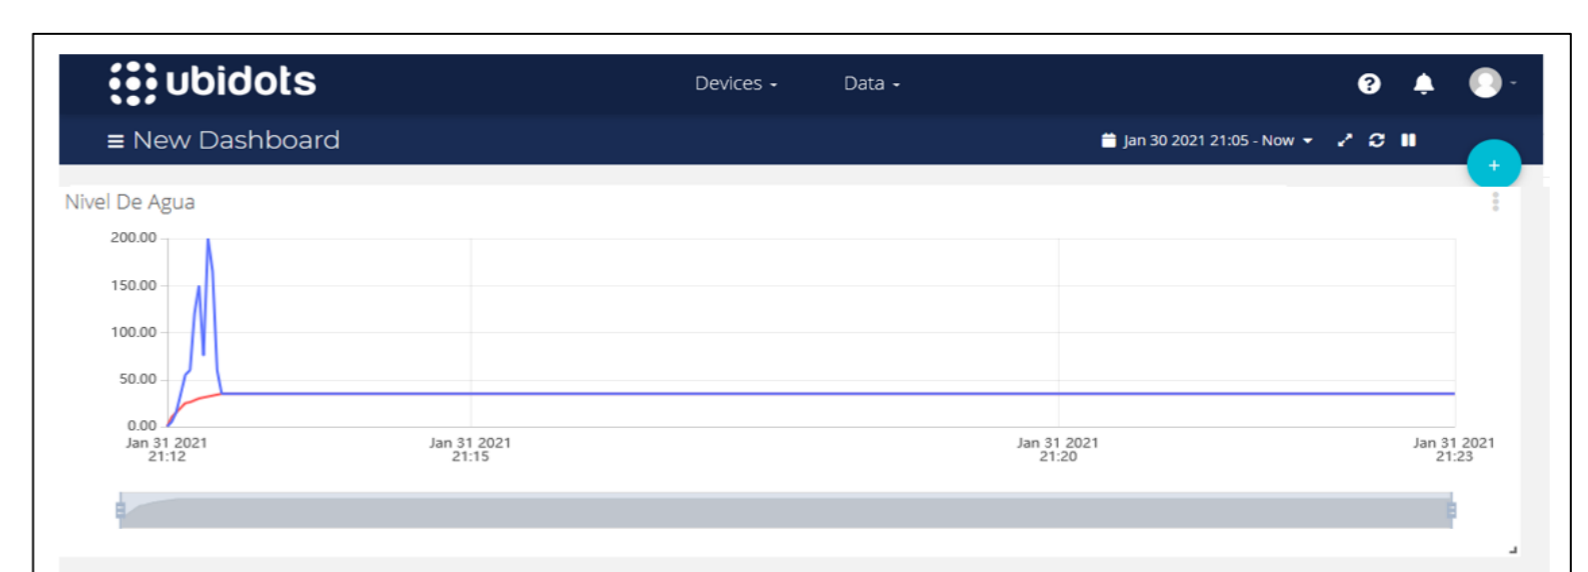 ubidots
Devices
Data
?
New Dashboard
Jan 30 2021 21:05 - Now
+
Nivel De Agua
200.00
150.00
100.00
50.00
0.00
Jan 31 2021
21:12
Jan 31 2021
21:15
Jan 31 2021
21:20
Jan 31 2021
21:23